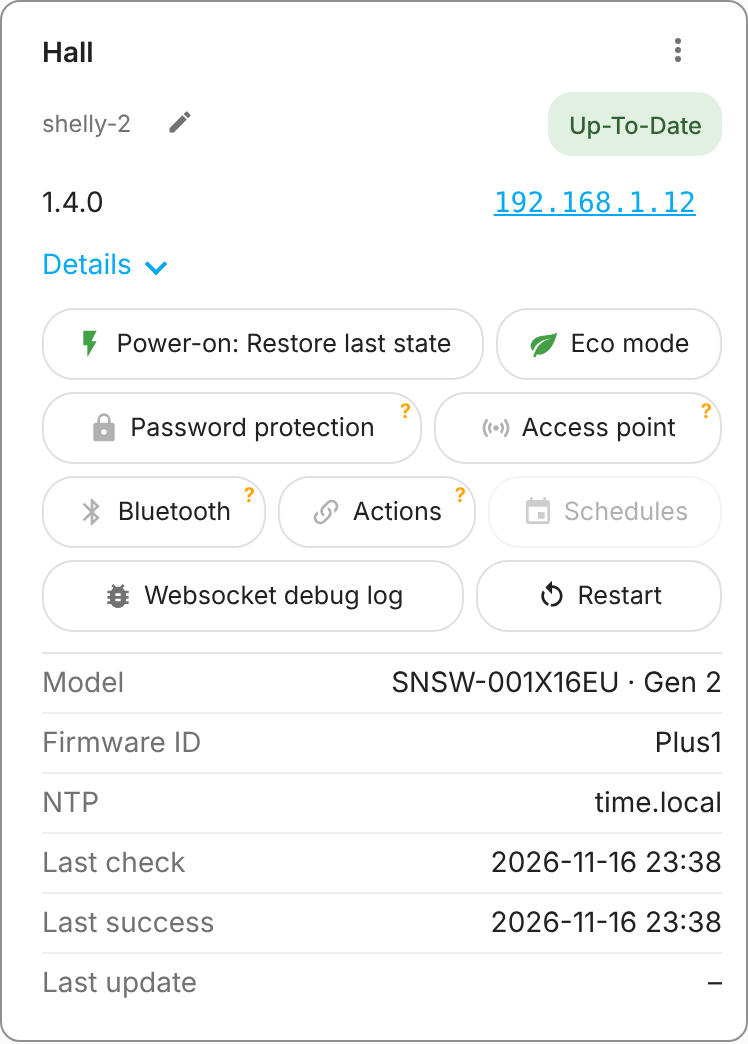 Hall
shelly-2
Up-To-Date
1.4.0
192.168.1.12
Details
Power-on: Restore last state
Eco mode
Password protection ?
Access point ?
Bluetooth ?
Actions ?
Schedules
Websocket debug log
Restart
Model SNSW-001X16EU · Gen 2
Firmware ID Plus1
NTP time.local
Last check 2026-11-16 23:38
Last success 2026-11-16 23:38
Last update –